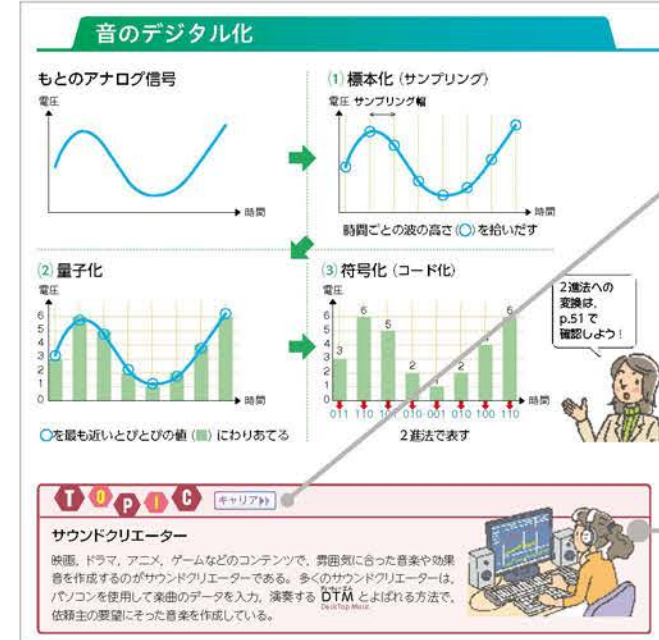 音のデジタル化
もとのアナログ信号
電圧
時間
(1) 標本化 (サンプリング)
電圧 サンプリング幅
時間
時間ごとの波の高さ(○)を拾いだす
(2) 量子化
電圧
6
5
4
3
2
1
0
時間
○を最も近いとびとびの値(■)にわりあてる
(3) 符号化 (コード化)
電圧
6
5
4
3
2
1
0
3 6 5 2 1 2 4 6
時間
011 110 101 010 001 010 100 110
2進法で表す
2進法への
変換は,
p.51で
確認しよう!
TOPIC キャリア
サウンドクリエーター
映画, ドラマ, アニメ, ゲームなどのコンテンツで, 雰囲気に合った音楽や効果
音を作成するのがサウンドクリエーターである。多くのサウンドクリエーターは,
パソコンを使用して楽曲のデータを入力, 演奏する DTM とよばれる方法で,
DeskTop Music
依頼主の要望にそった音楽を作成している。